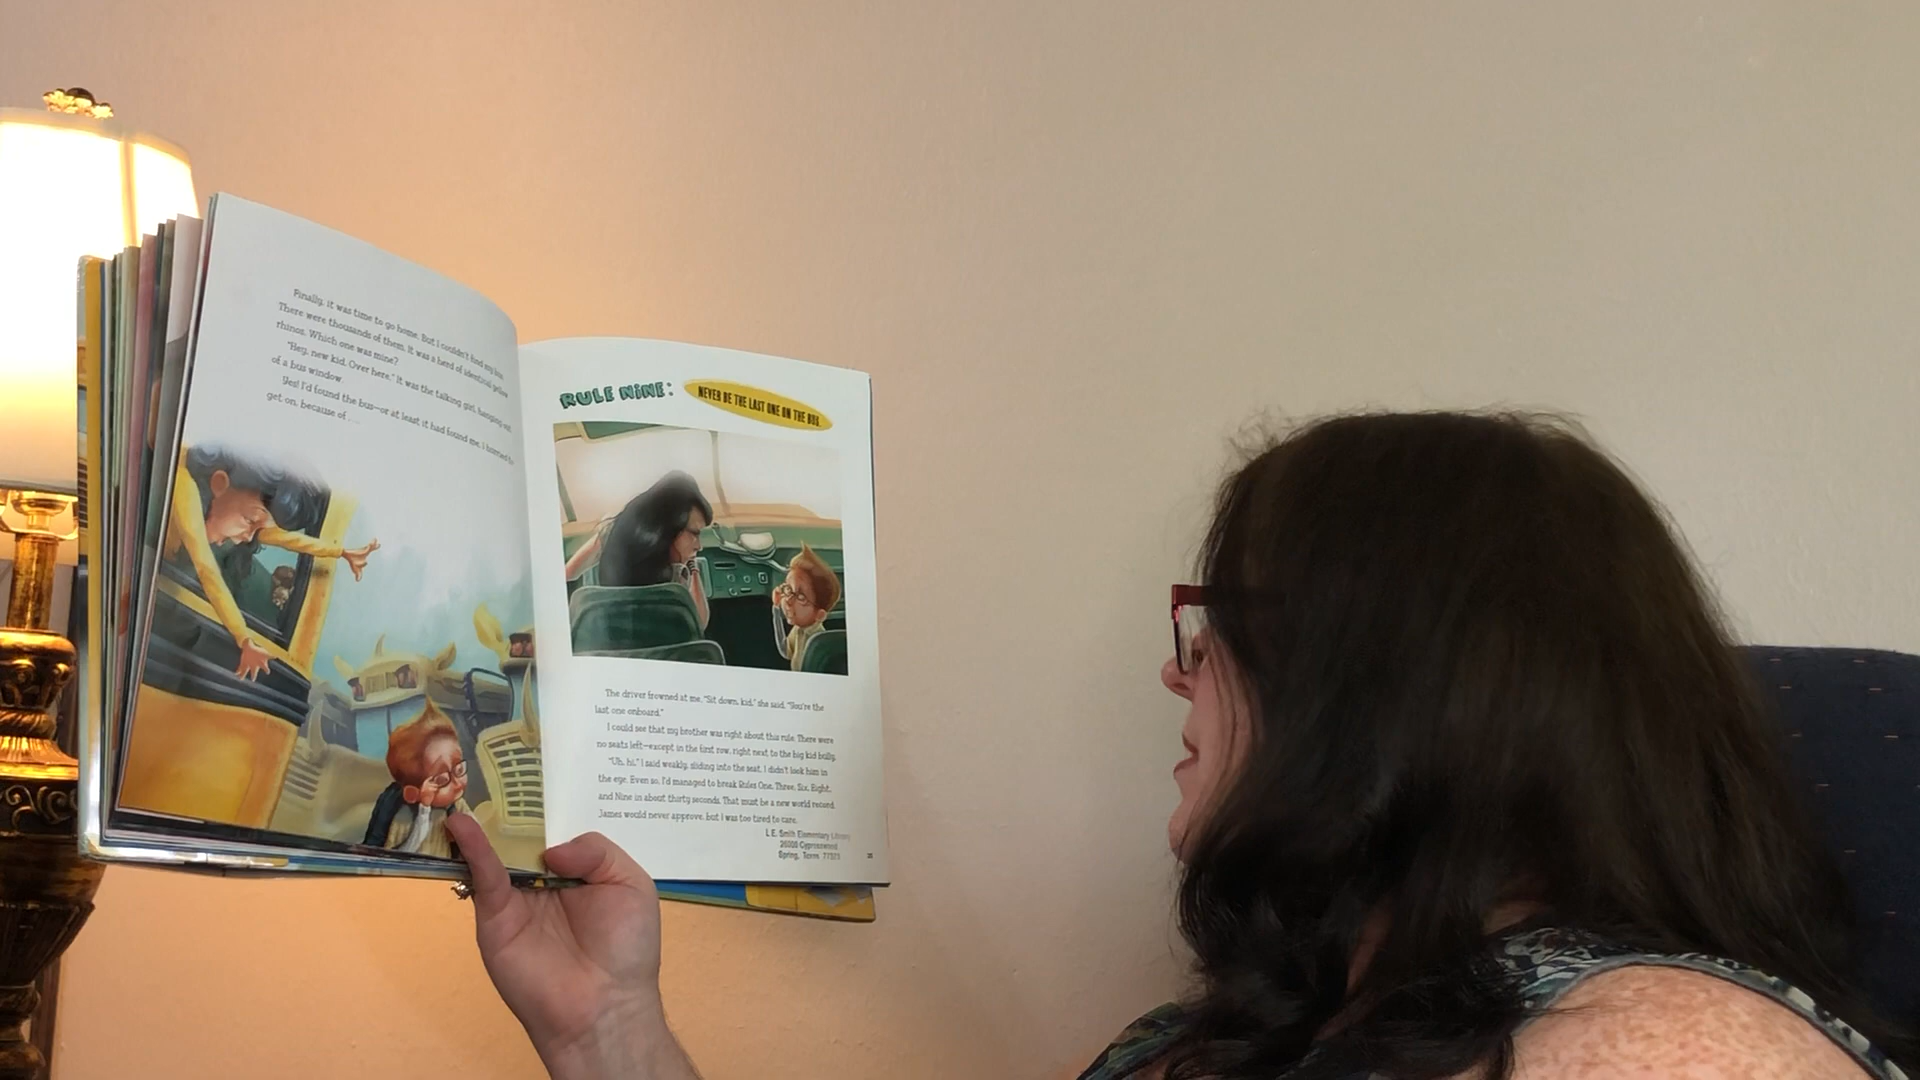 Finally, it was time to go home. But I couldn't find my bus.
There were thousands of them. It was a herd of identical yellow
rhinos. Which one was mine?
"Hey, new kid. Over here." It was the talking girl, hanging out
of a bus window.
Yes! I'd found the bus—or at least it had found me. I hurried to
get on, because of . . .
RULE NINE:
NEVER BE THE LAST ONE ON THE BUS.
The driver frowned at me. "Sit down, kid," she said. "You're the
last one onboard."
I could see that my brother was right about this rule. There were
no seats left—except in the first row, right next to the big kid bully.
"Uh, hi," I said weakly, sliding into the seat. I didn't look him in
the eye. Even so, I'd managed to break Rules One, Three, Six, Eight,
and Nine in about thirty seconds. That must be a new world record.
James would never approve, but I was too tired to care.
L.E. Smith Elementary Library
Spring, Texas